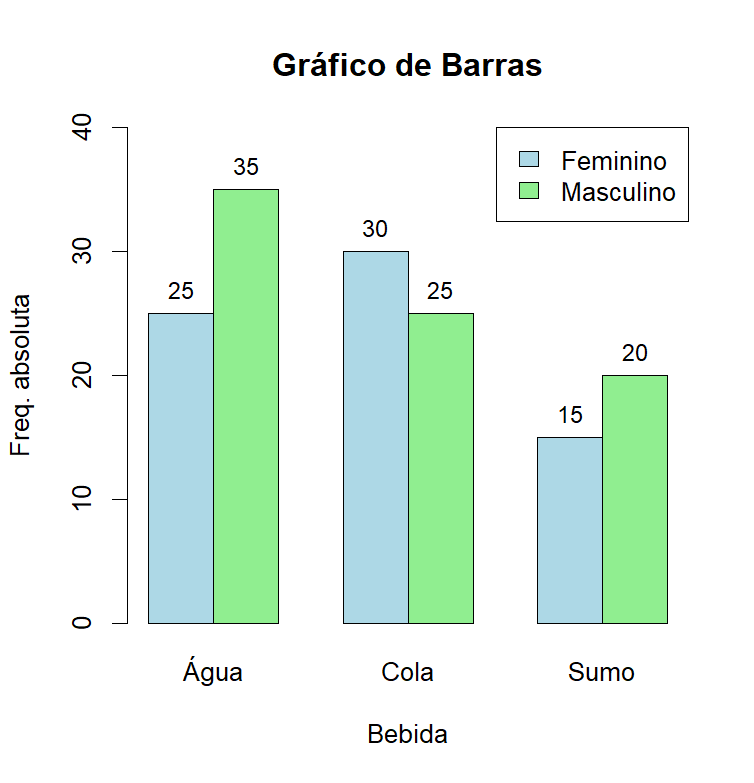 Gráfico de Barras
Feminino
Masculino
Freq. absoluta
40
30
20
10
0
25
35
30
25
15
20
Água
Cola
Sumo
Bebida